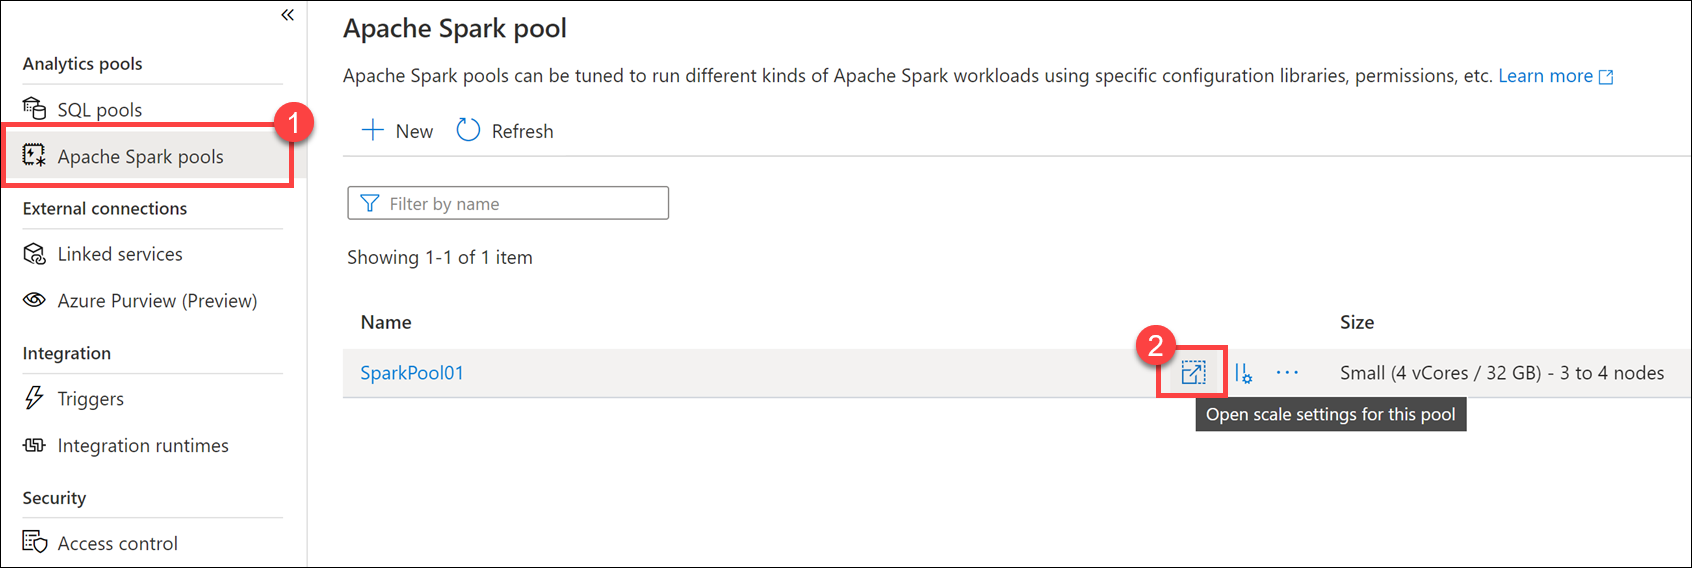 «
Analytics pools
SQL pools
1
Apache Spark pools
External connections
Linked services
Azure Purview (Preview)
Integration
Triggers
Integration runtimes
Security
Access control
Apache Spark pool
Apache Spark pools can be tuned to run different kinds of Apache Spark workloads using specific configuration libraries, permissions, etc. Learn more
New Refresh
Filter by name
Showing 1-1 of 1 item
Name Size
2
SparkPool01 ··· Small (4 vCores / 32 GB) - 3 to 4 nodes
Open scale settings for this pool